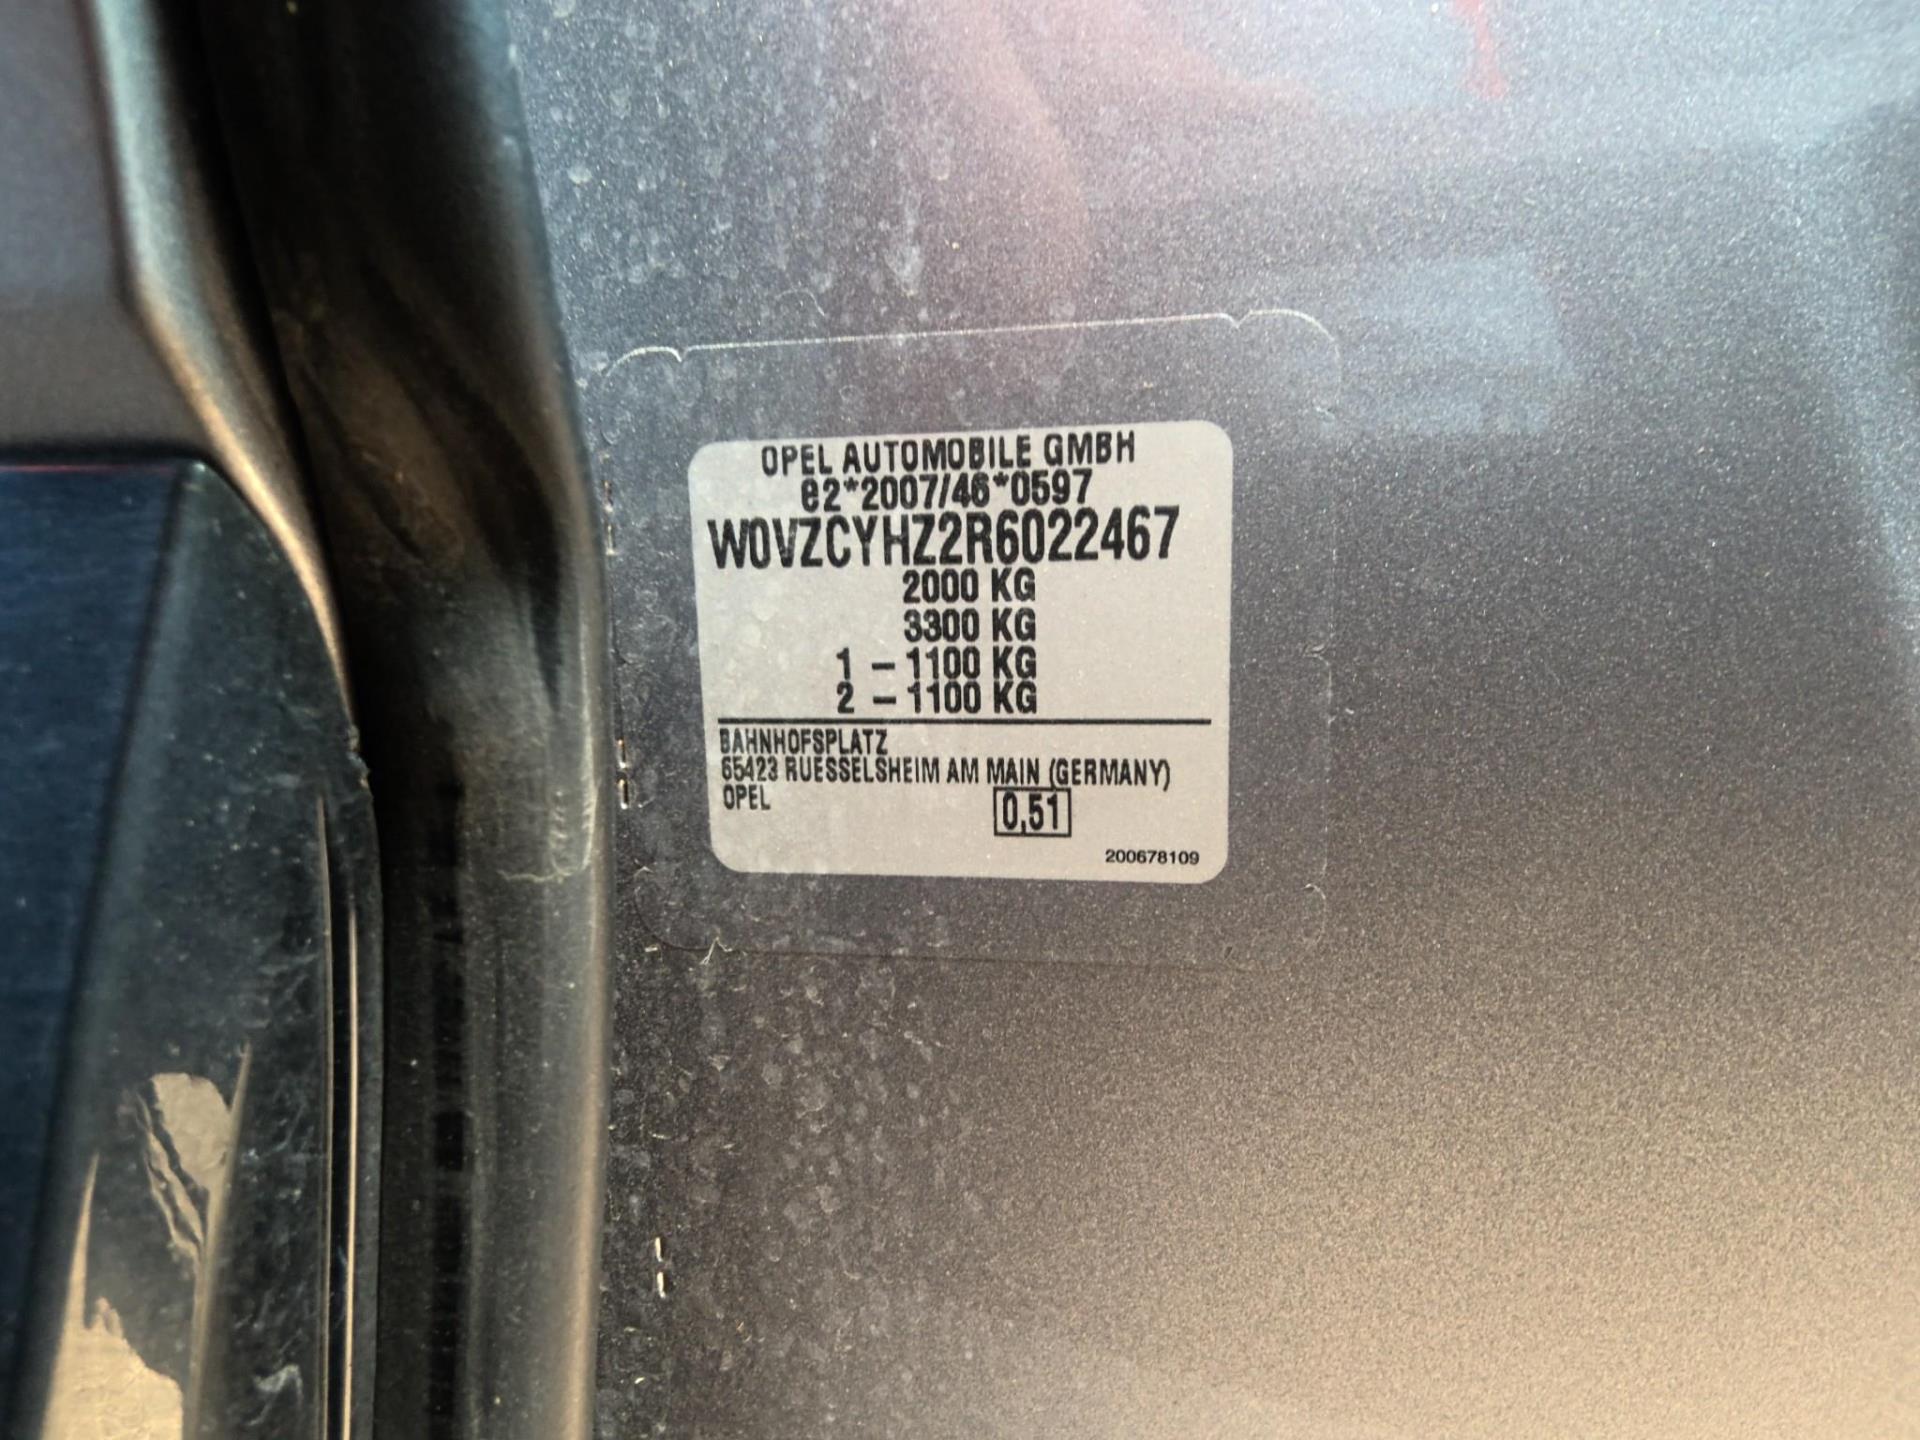 OPEL AUTOMOBILE GMBH
e2*2007/46*0597
W0VZCYHZ2R6022467
2000 KG
3300 KG
1 – 1100 KG
2 – 1100 KG
BAHNHOFSPLATZ
65423 RUESSELSHEIM AM MAIN (GERMANY)
OPEL
0,51
200678109